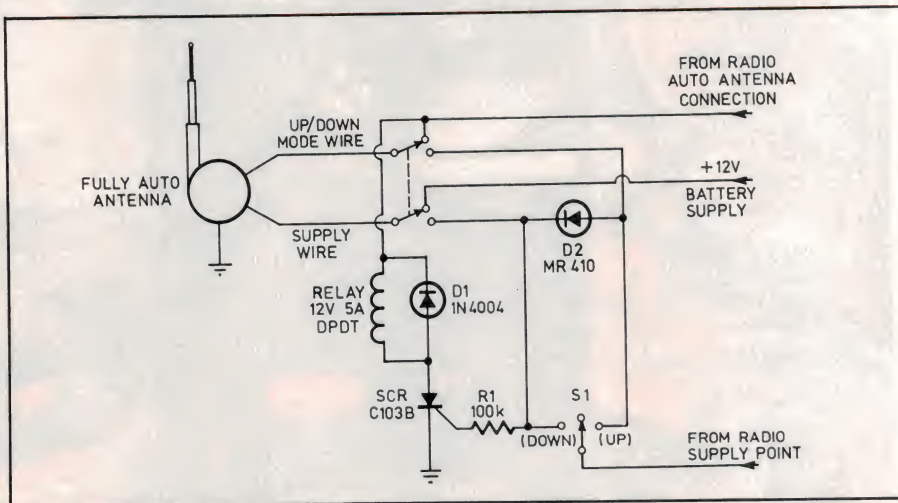 FROM RADIO
AUTO ANTENNA
CONNECTION
UP/DOWN
MODE WIRE
+12V
BATTERY
SUPPLY
FULLY AUTO
ANTENNA
SUPPLY
WIRE
D2
MR 410
RELAY
12V 5A
DPDT
D1
1N4004
SCR
C103B
R1
100k
S1
(DOWN)
(UP)
FROM RADIO
SUPPLY POINT